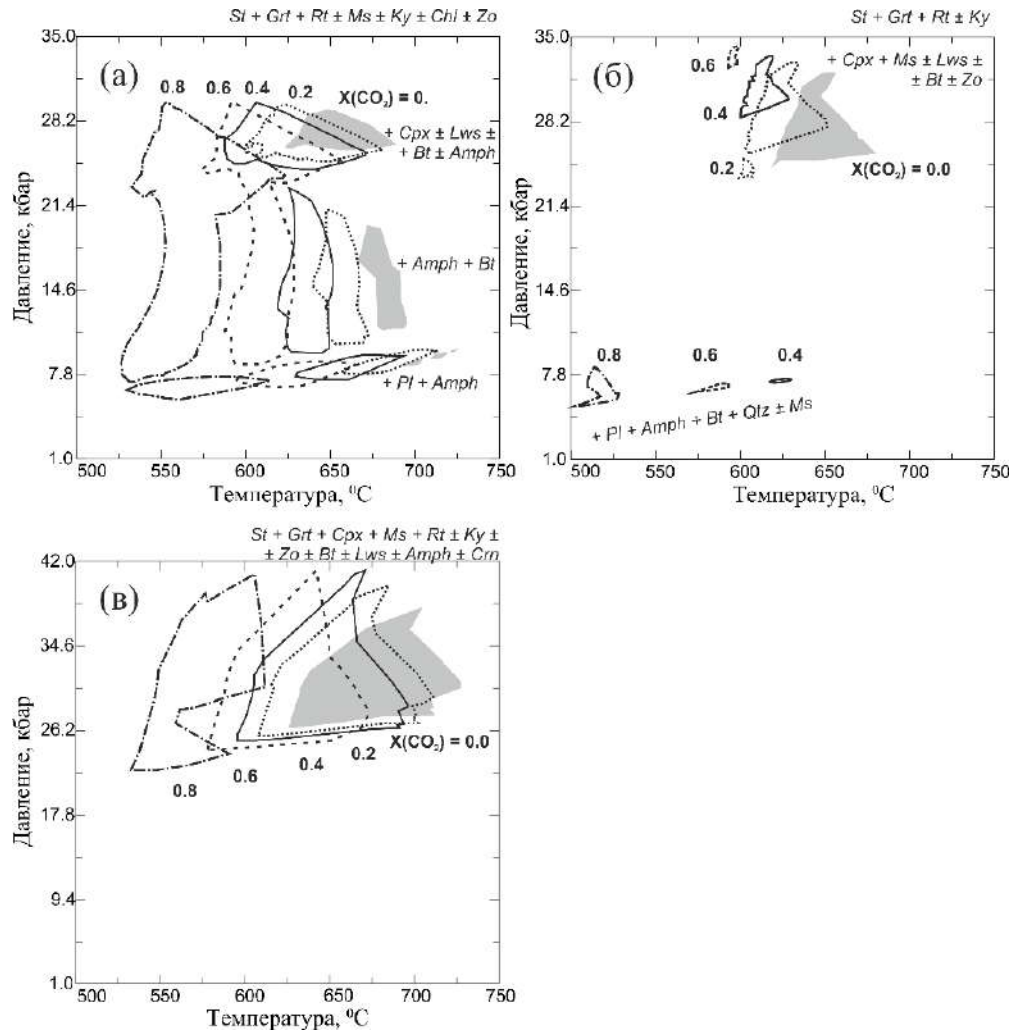 St + Grt + Rt ± Ms ± Ky ± Chl ± Zo
(а)
35.0
28.2
21.4
14.6
7.8
1.0
Давление, кбар
0.8
0.6
0.4
0.2
X(CO₂) = 0.
+ Cpx ± Lws ±
+ Bt ± Amph
+ Amph + Bt
+ Pl + Amph
500
550
600
650
700
750
Температура, ⁰C
St + Grt + Rt ± Ky
(б)
35.0
28.2
21.4
14.6
7.8
1.0
Давление, кбар
0.6
+ Cpx + Ms ± Lws ±
± Bt ± Zo
0.4
0.2
X(CO₂) = 0.0
0.8
0.6
0.4
+ Pl + Amph + Bt + Qtz ± Ms
500
550
600
650
700
750
Температура, ⁰C
St + Grt + Cpx + Ms + Rt ± Ky ±
± Zo ± Bt ± Lws ± Amph ± Crn
(в)
42.0
34.6
26.2
17.8
9.4
1.0
Давление, кбар
X(CO₂) = 0.0
0.2
0.4
0.6
0.8
500
550
600
650
700
750
Температура, ⁰C